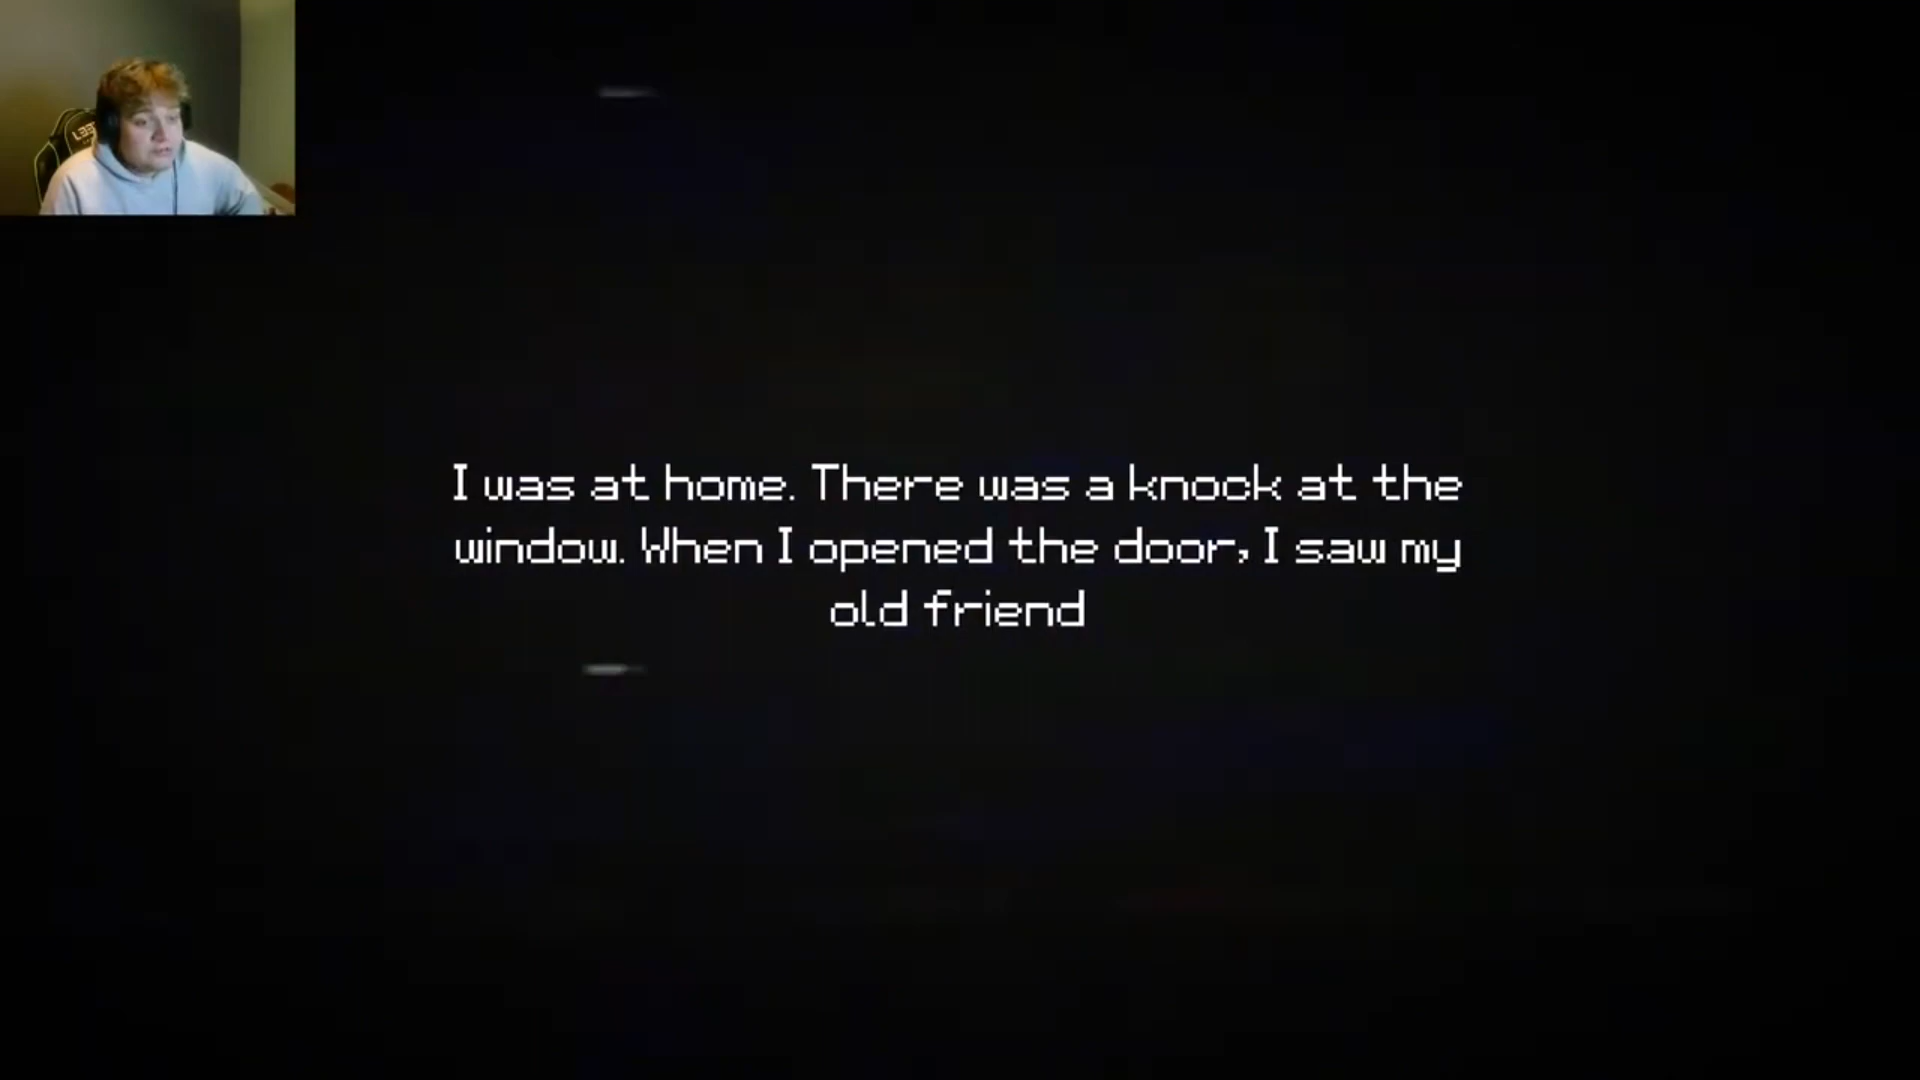 I was at home. There was a knock at the
window. When I opened the door, I saw my
old friend